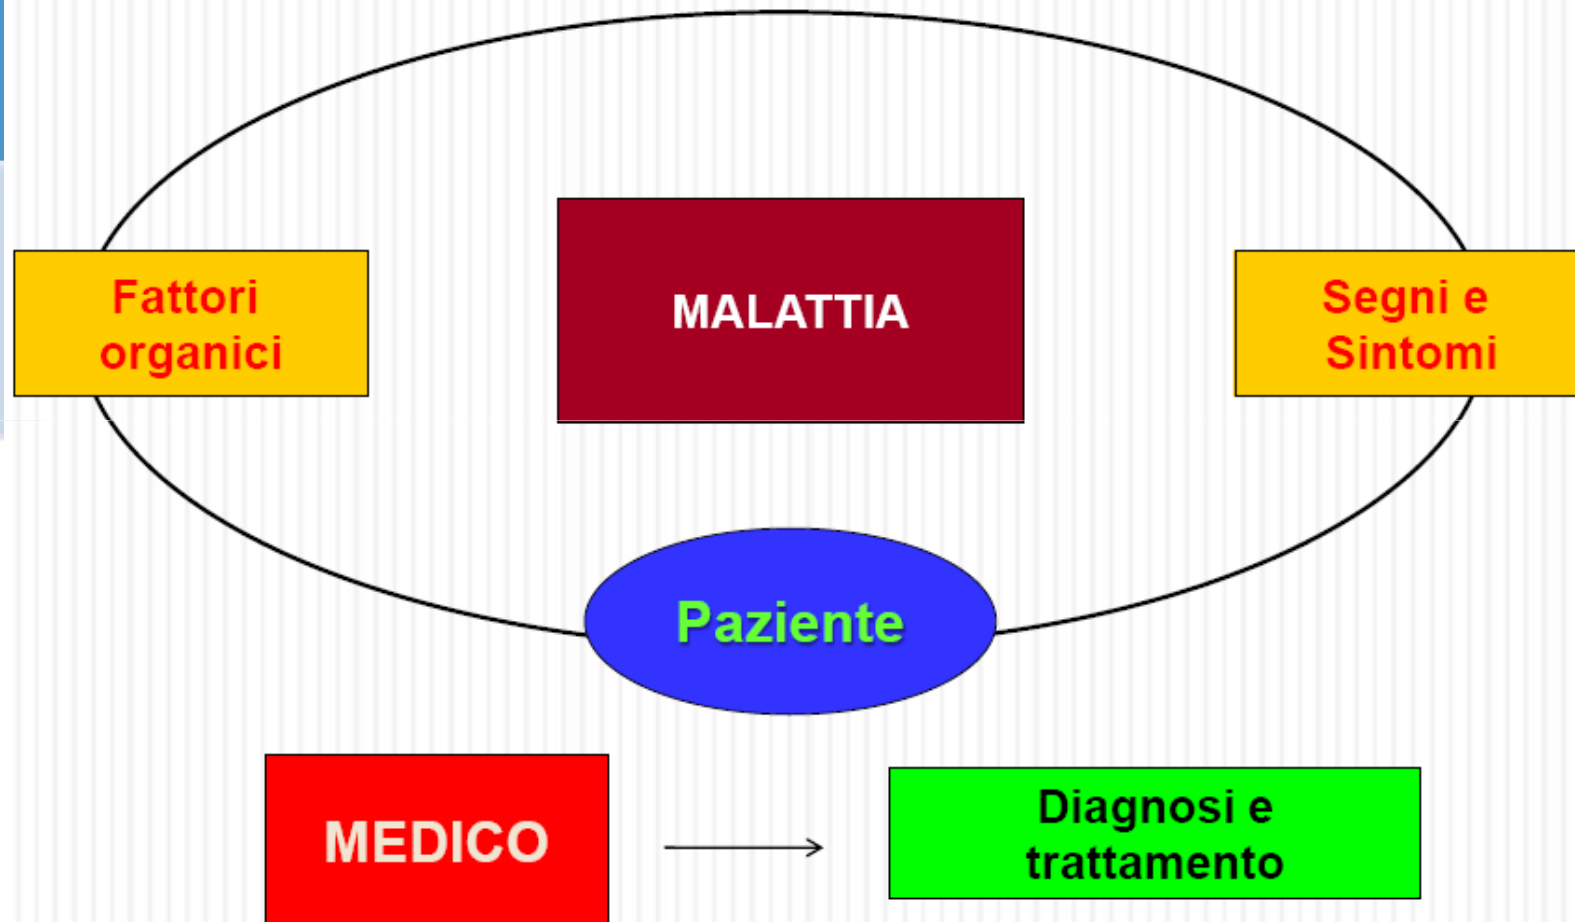 MALATTIA
Fattori
organici
Segni e
Sintomi
Paziente
MEDICO
Diagnosi e
trattamento